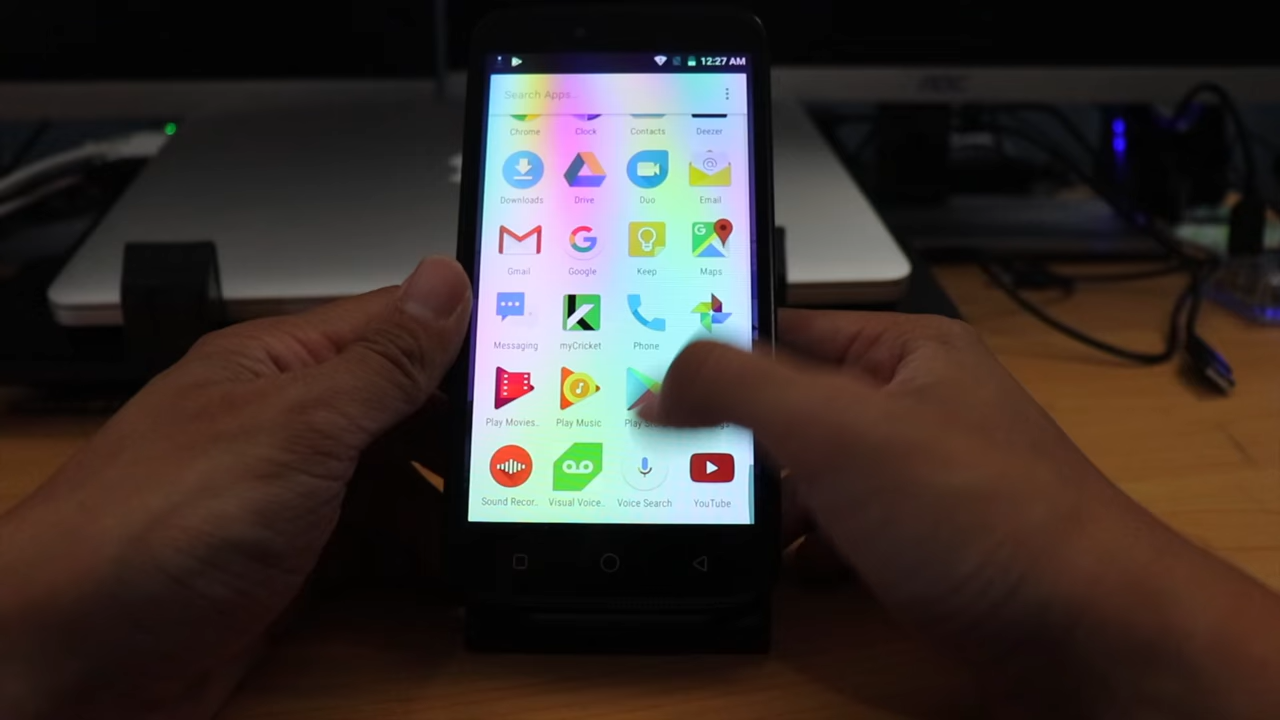 12:27 AM
Search Apps...
Chrome Clock Contacts Deezer
Downloads Drive Duo Email
Gmail Google Keep Maps
Messaging myCricket Phone
Play Movies.. Play Music Play
Sound Recor.. Visual Voice.. Voice Search YouTube